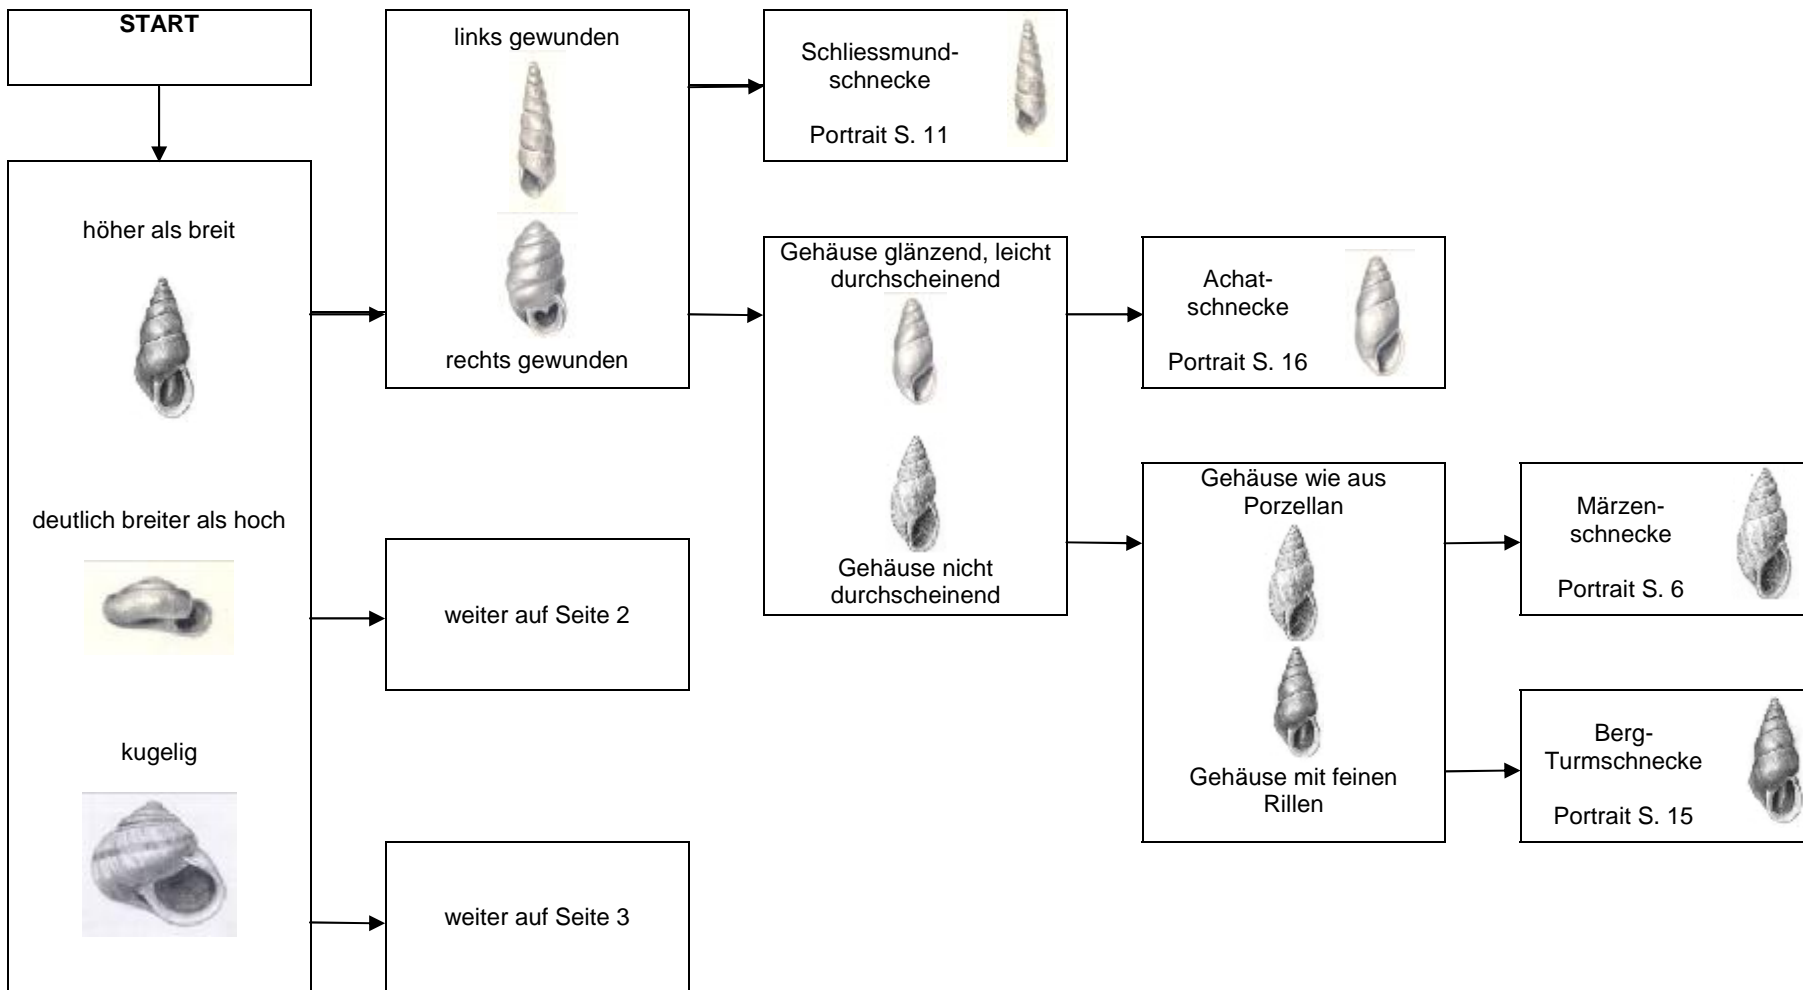 START
höher als breit
deutlich breiter als hoch
kugelig
links gewunden
rechts gewunden
weiter auf Seite 2
weiter auf Seite 3
Schliessmund-
schnecke
Portrait S. 11
Gehäuse glänzend, leicht
durchscheinend
Gehäuse nicht
durchscheinend
Achat-
schnecke
Portrait S. 16
Gehäuse wie aus
Porzellan
Gehäuse mit feinen
Rillen
Märzen-
schnecke
Portrait S. 6
Berg-
Turmschnecke
Portrait S. 15